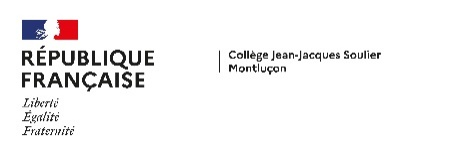 RÉPUBLIQUE
FRANÇAISE
Liberté
Égalité
Fraternité
Collège Jean-Jacques Soulier
Montluçon